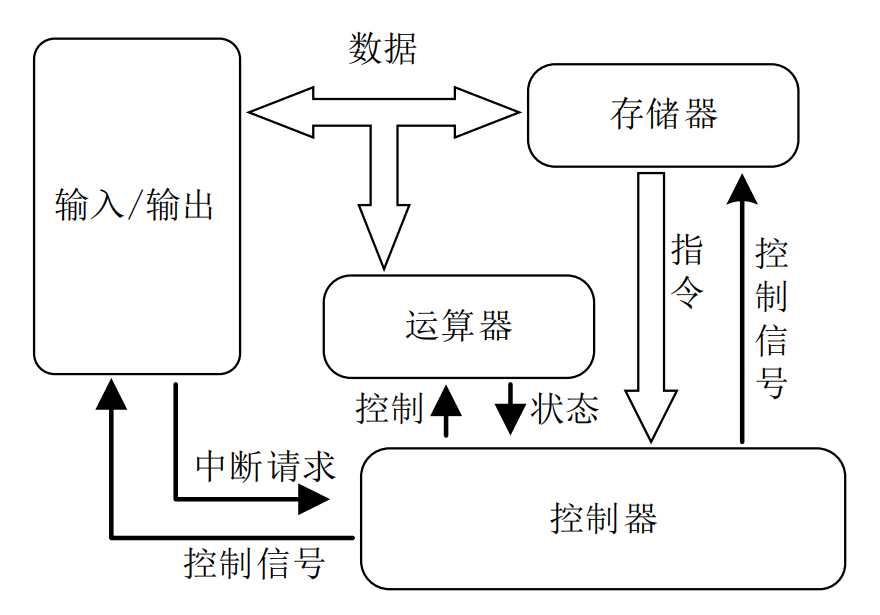 数据
存储器
输入/输出
指令
控制信号
运算器
控制
状态
中断请求
控制器
控制信号